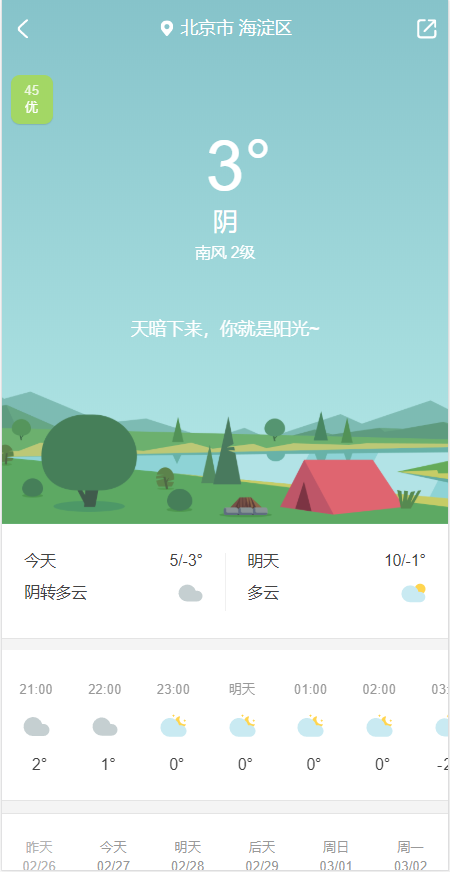 北京市 海淀区
45
优
3°
阴
南风 2级
天暗下来，你就是阳光~
今天 5/-3° 明天 10/-1°
阴转多云 多云
21:00 22:00 23:00 明天 01:00 02:00 03:
2° 1° 0° 0° 0° 0° -2
昨天 今天 明天 后天 周日 周一
02/26 02/27 02/28 02/29 03/01 03/02